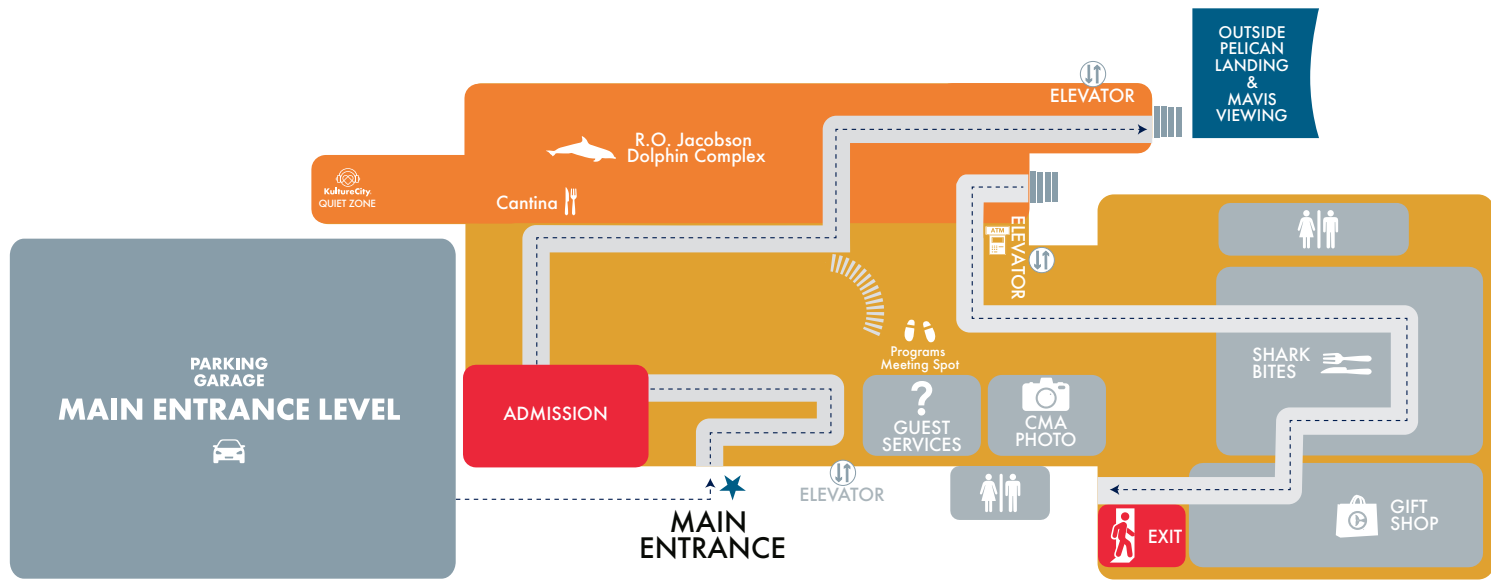 OUTSIDE
PELICAN
LANDING
&
MAVIS
VIEWING
ELEVATOR
R.O. Jacobson
Dolphin Complex
KultureCity.
QUIET ZONE
Cantina
ATM
ELEVATOR
PARKING
GARAGE
MAIN ENTRANCE LEVEL
Programs
Meeting Spot
SHARK
BITES
ADMISSION
?
GUEST
SERVICES
CMA
PHOTO
ELEVATOR
MAIN
ENTRANCE
EXIT
GIFT
SHOP